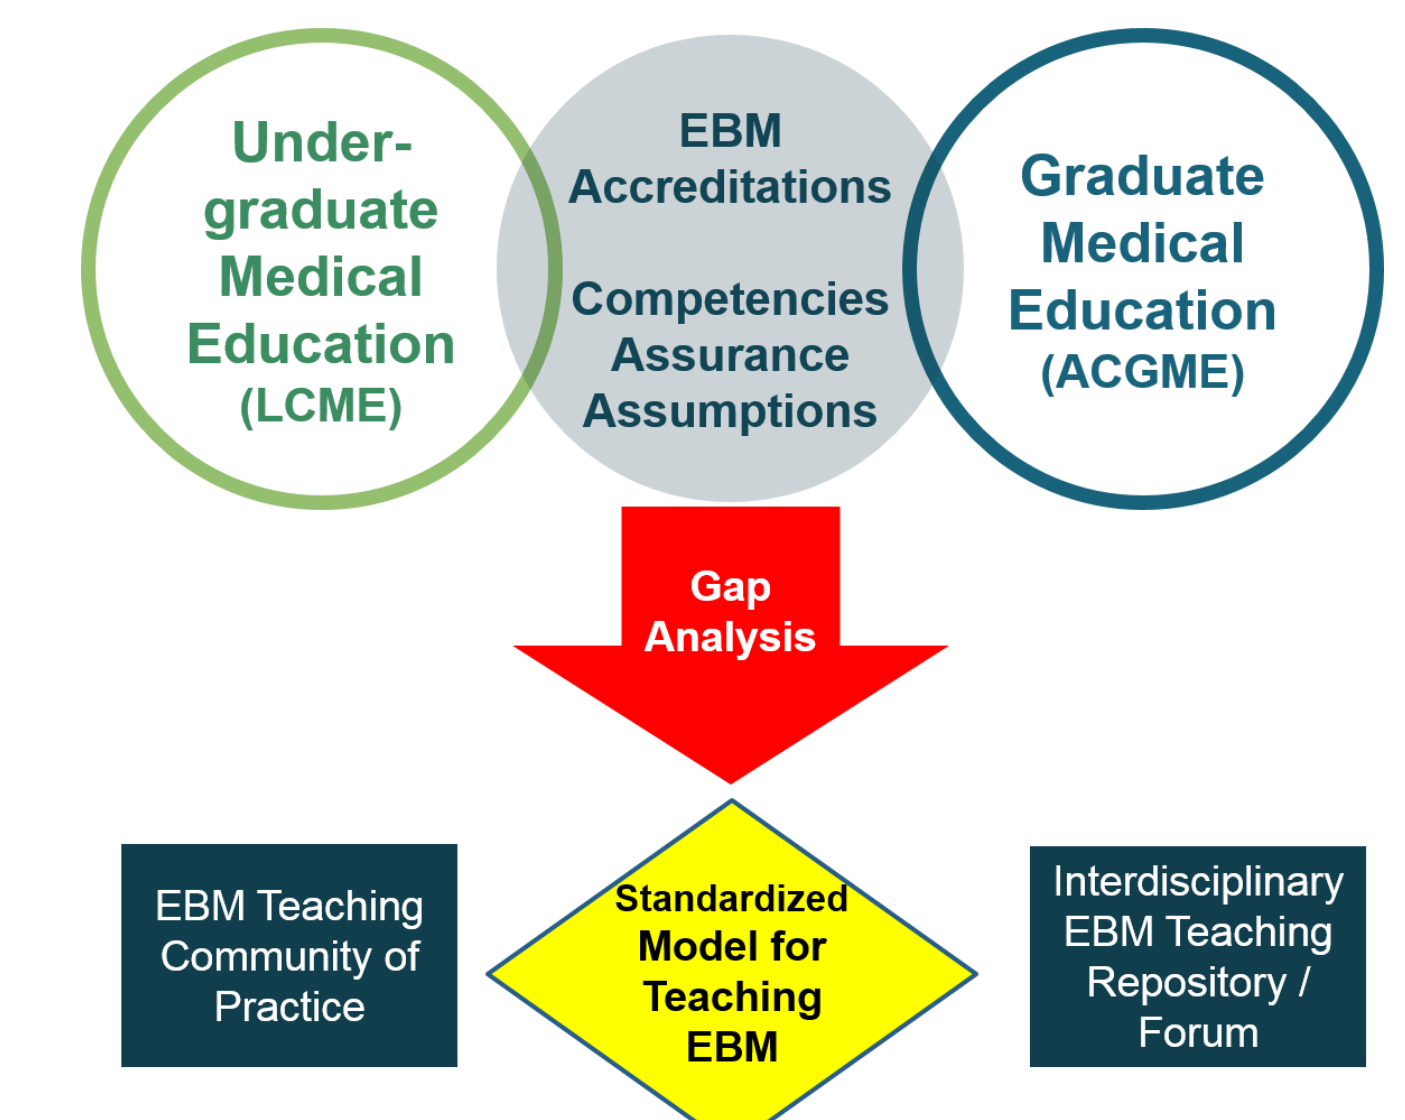 Under-
graduate
Medical
Education
(LCME)
EBM
Accreditations
Competencies
Assurance
Assumptions
Graduate
Medical
Education
(ACGME)
Gap
Analysis
EBM Teaching
Community of
Practice
Standardized
Model for
Teaching
EBM
Interdisciplinary
EBM Teaching
Repository /
Forum